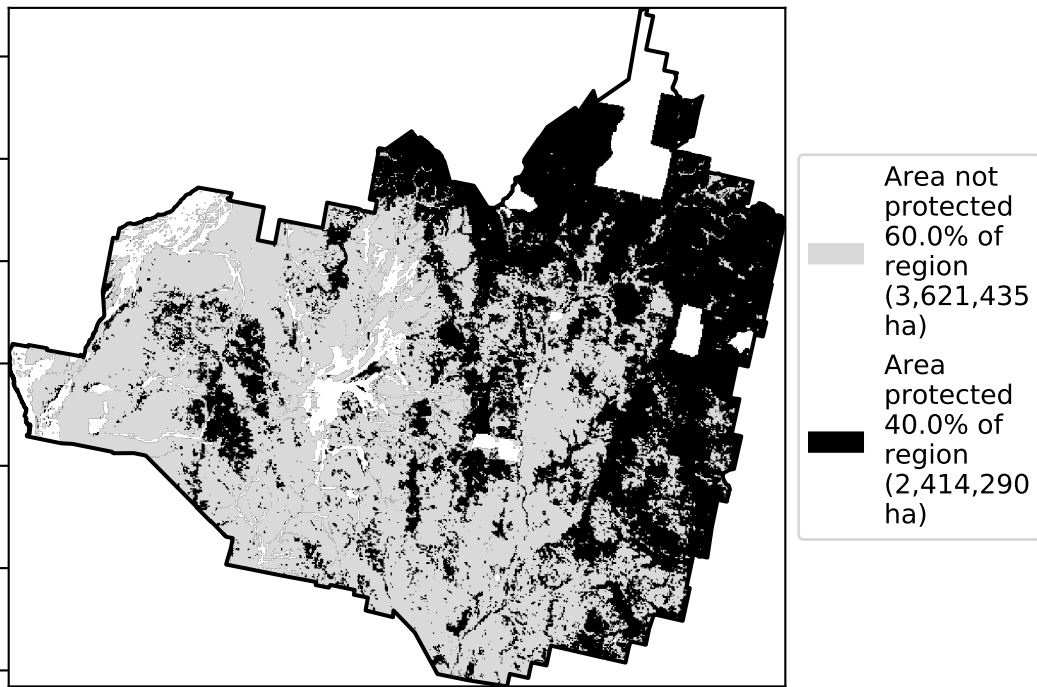 Area not
protected
60.0% of
region
(3,621,435
ha)
Area
protected
40.0% of
region
(2,414,290
ha)